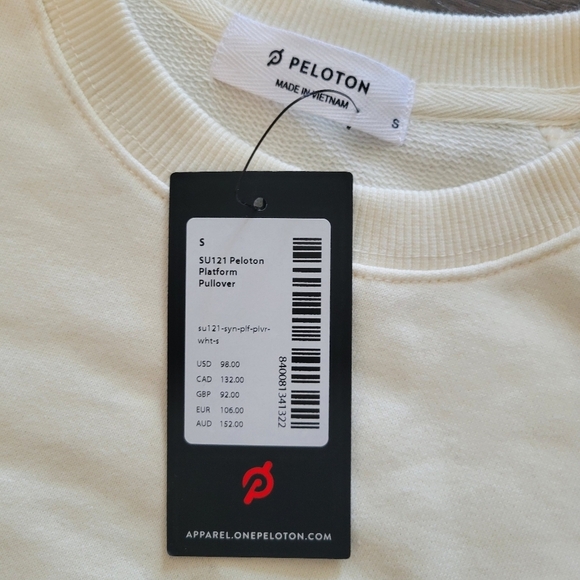 PELOTON
MADE IN VIETNAM
S
S
SU121 Peloton
Platform
Pullover
su121-syn-plf-plvr-
wht-s
USD 98.00
CAD 132.00
GBP 92.00
EUR 106.00
AUD 152.00
840081341322
APPAREL.ONEPELOTON.COM